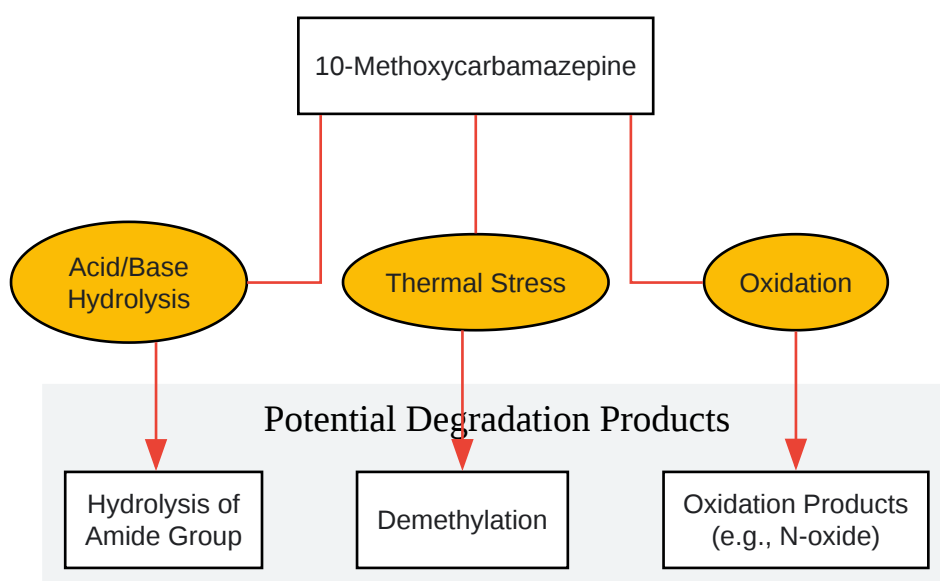 10-Methoxycarbamazepine
Acid/Base
Hydrolysis
Thermal Stress
Oxidation
Potential Degradation Products
Hydrolysis of
Amide Group
Demethylation
Oxidation Products
(e.g., N-oxide)